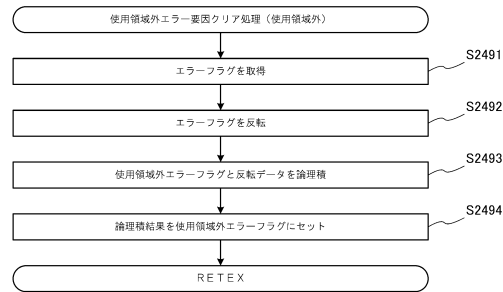 使用領域外エラー要因クリア処理（使用領域外）
エラーフラグを取得
S2491
エラーフラグを反転
S2492
使用領域外エラーフラグと反転データを論理積
S2493
論理積結果を使用領域外エラーフラグにセット
S2494
ＲＥＴＥＸ